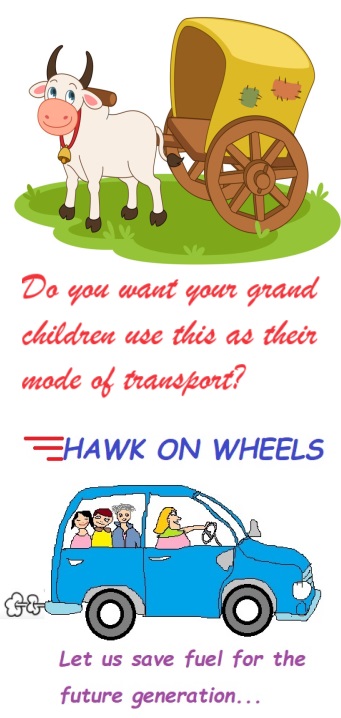 Do you want your grand
children use this as their
mode of transport?
HAWK ON WHEELS
Let us save fuel for the
future generation...